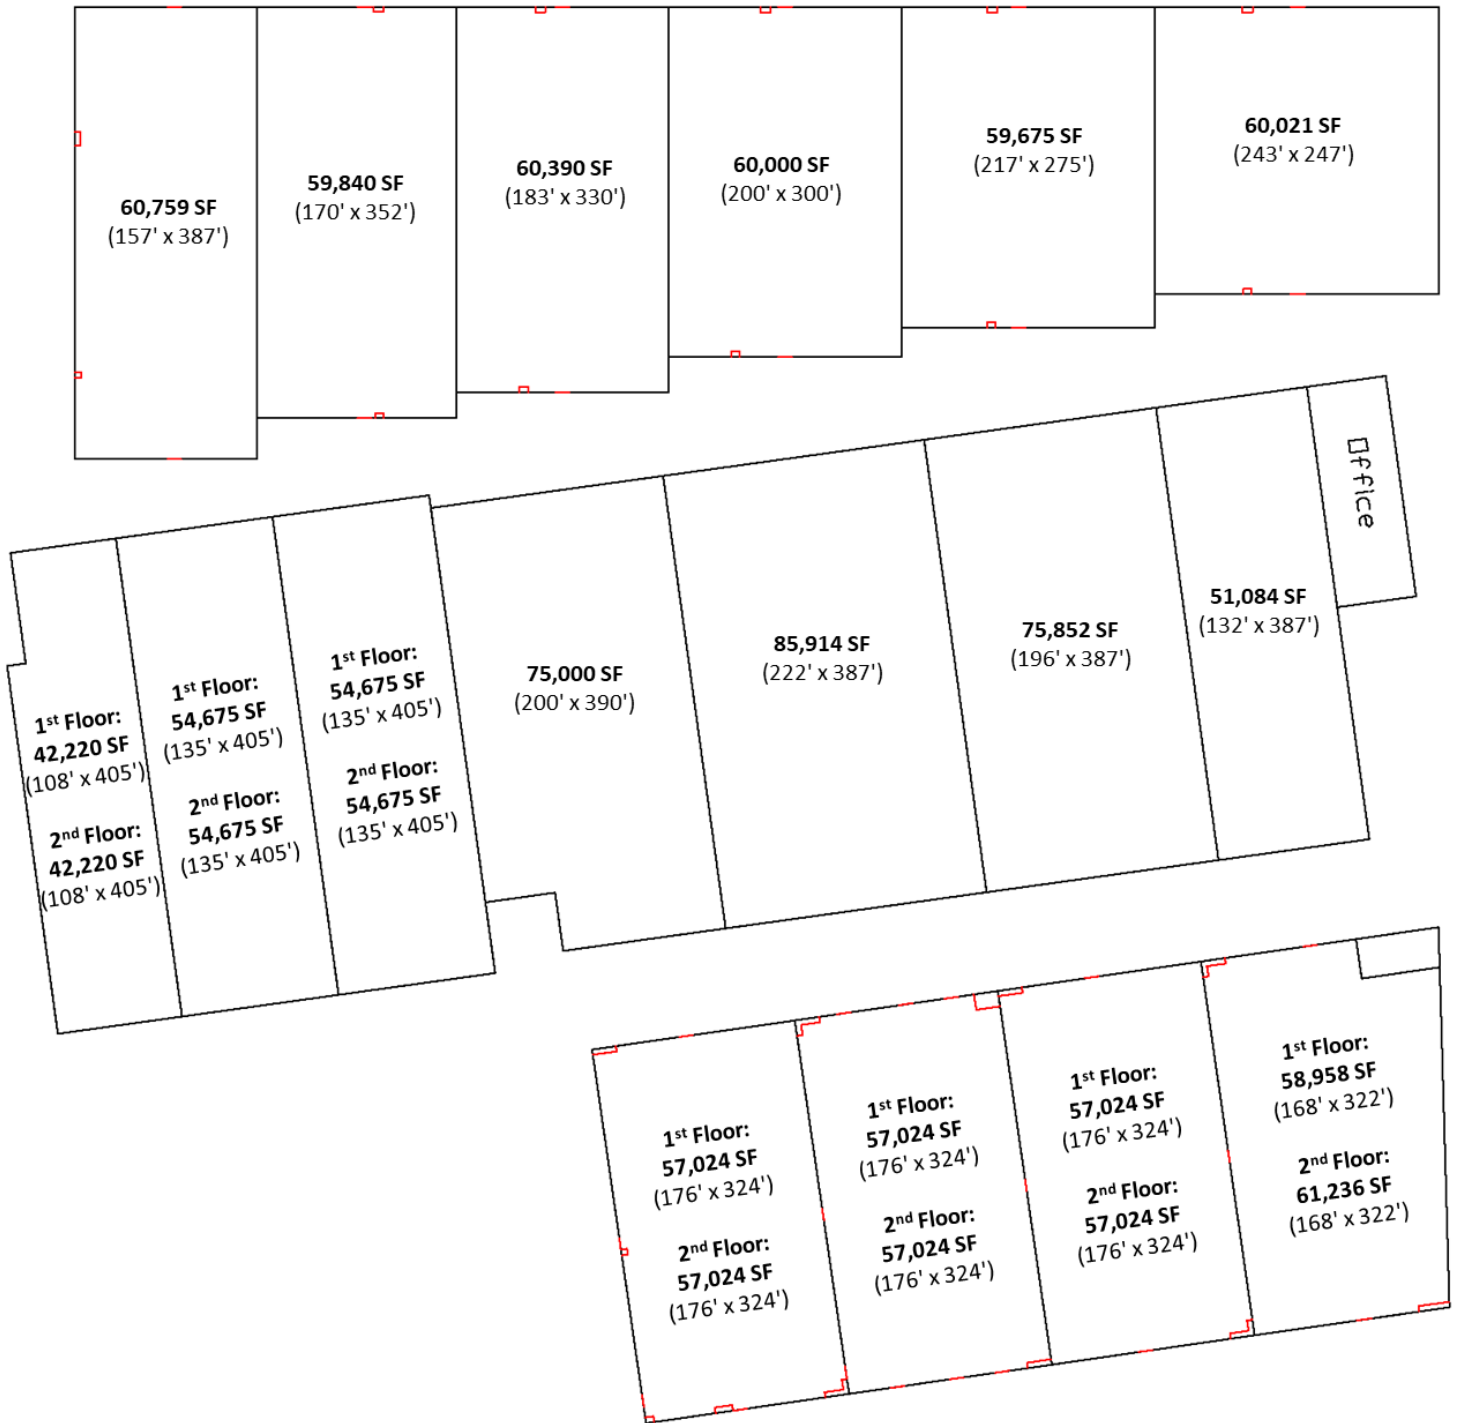 60,759 SF
(157' x 387')
59,840 SF
(170' x 352')
60,390 SF
(183' x 330')
60,000 SF
(200' x 300')
59,675 SF
(217' x 275')
60,021 SF
(243' x 247')
1st Floor:
42,220 SF
(108' x 405')
2nd Floor:
42,220 SF
(108' x 405')
1st Floor:
54,675 SF
(135' x 405')
2nd Floor:
54,675 SF
(135' x 405')
1st Floor:
54,675 SF
(135' x 405')
2nd Floor:
54,675 SF
(135' x 405')
75,000 SF
(200' x 390')
85,914 SF
(222' x 387')
75,852 SF
(196' x 387')
51,084 SF
(132' x 387')
Office
1st Floor:
57,024 SF
(176' x 324')
2nd Floor:
57,024 SF
(176' x 324')
1st Floor:
57,024 SF
(176' x 324')
2nd Floor:
57,024 SF
(176' x 324')
1st Floor:
57,024 SF
(176' x 324')
2nd Floor:
57,024 SF
(176' x 324')
1st Floor:
58,958 SF
(168' x 322')
2nd Floor:
61,236 SF
(168' x 322')